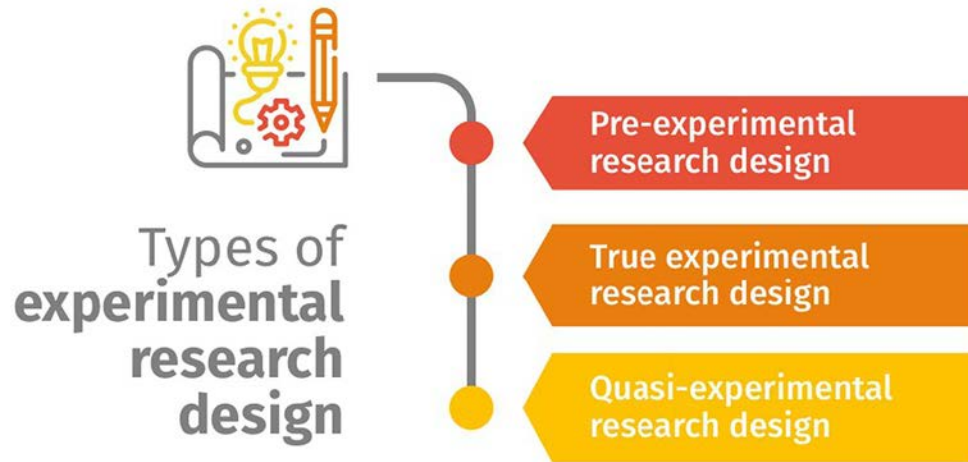 Types of
experimental
research
design
Pre-experimental
research design
True experimental
research design
Quasi-experimental
research design